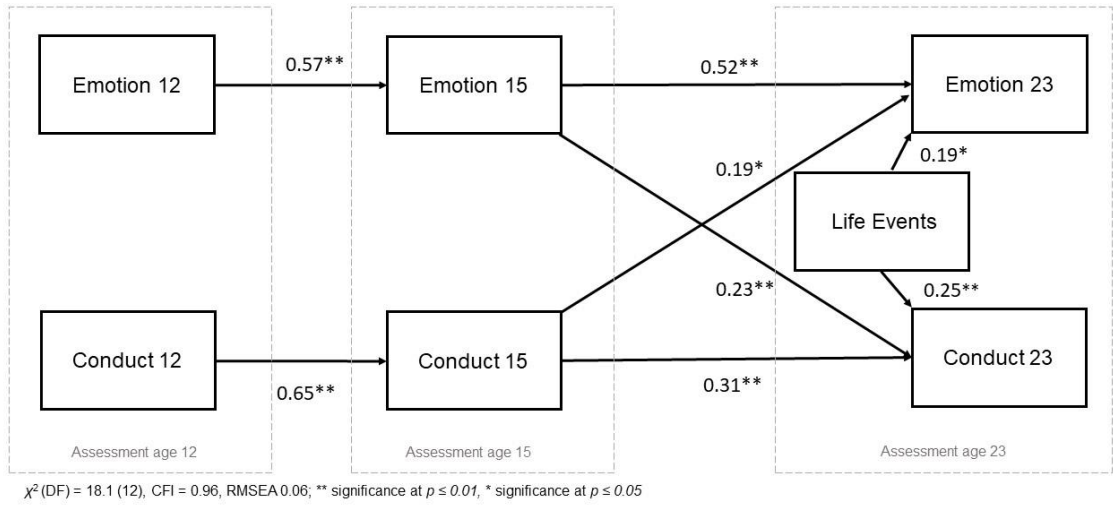 Emotion 12
0.57**
Emotion 15
0.52**
Emotion 23
0.19*
0.19*
Life Events
0.23**
0.25**
Conduct 12
0.65**
Conduct 15
0.31**
Conduct 23
Assessment age 12
Assessment age 15
Assessment age 23
χ² (DF) = 18.1 (12), CFI = 0.96, RMSEA 0.06; ** significance at p ≤ 0.01, * significance at p ≤ 0.05